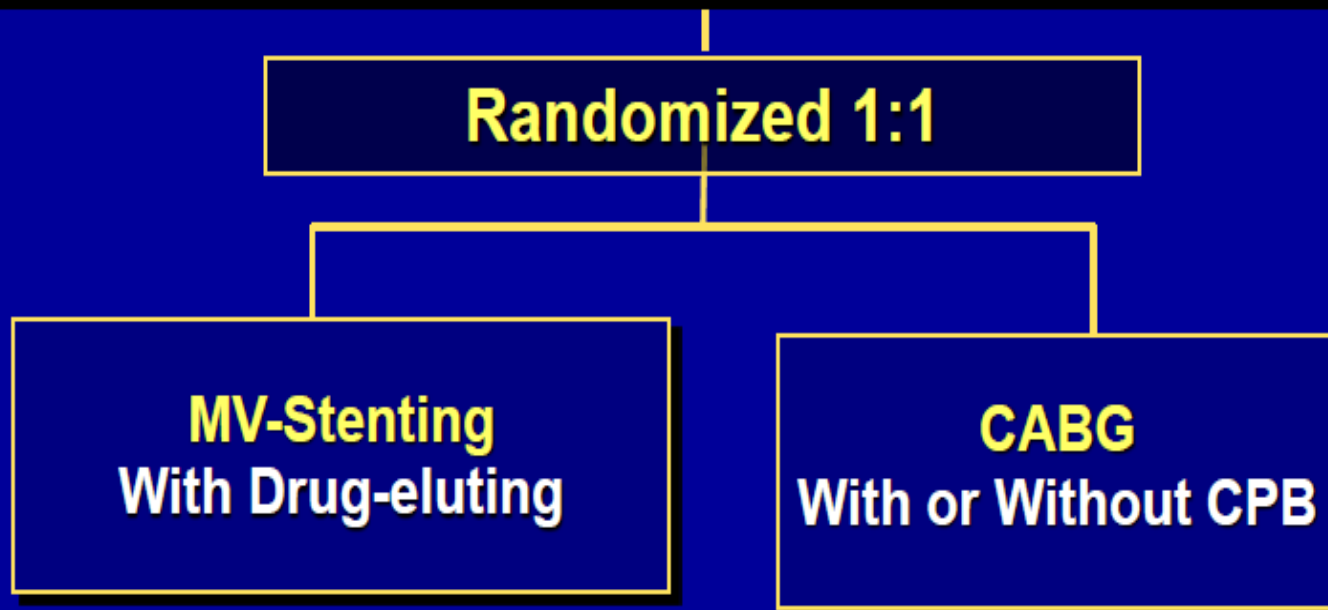 Randomized 1:1
MV-Stenting
With Drug-eluting
CABG
With or Without CPB